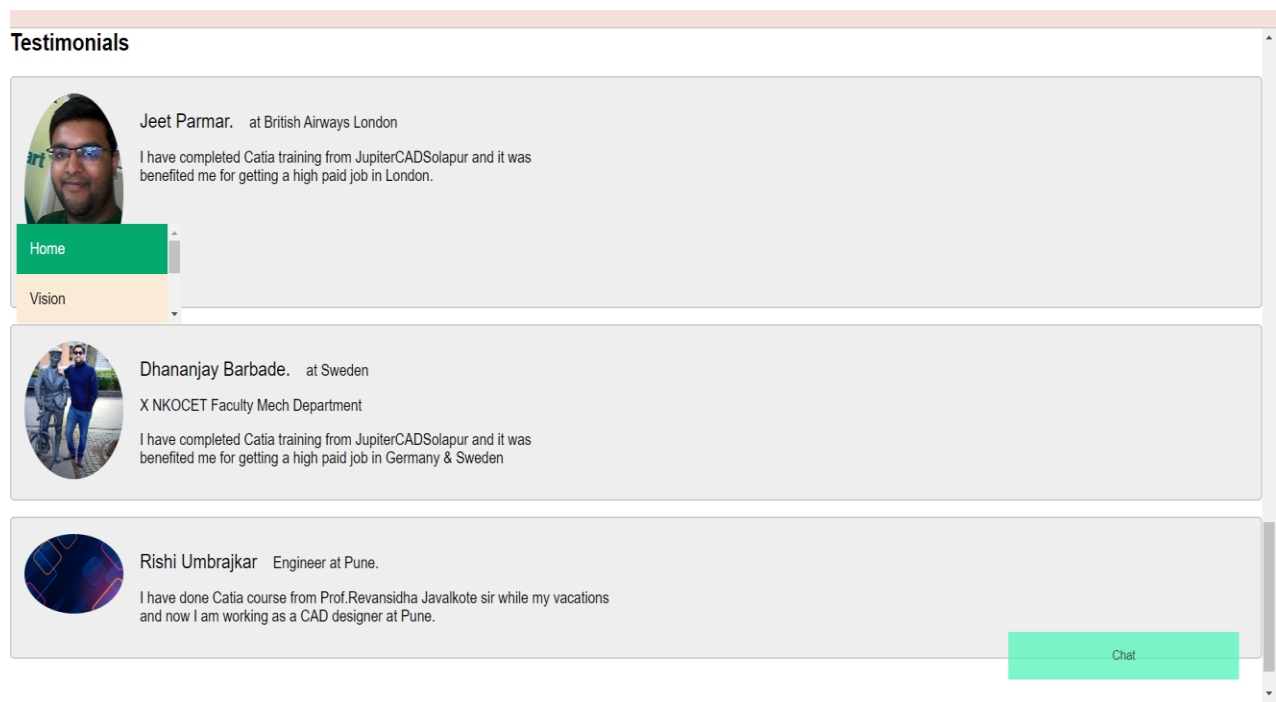 Testimonials
Jeet Parmar. at British Airways London
I have completed Catia training from JupiterCADSolapur and it was
benefited me for getting a high paid job in London.
art
Home
Vision
Dhananjay Barbade. at Sweden
X NKOCET Faculty Mech Department
I have completed Catia training from JupiterCADSolapur and it was
benefited me for getting a high paid job in Germany & Sweden
Rishi Umbrajkar Engineer at Pune.
I have done Catia course from Prof.Revansidha Javalkote sir while my vacations
and now I am working as a CAD designer at Pune.
Chat